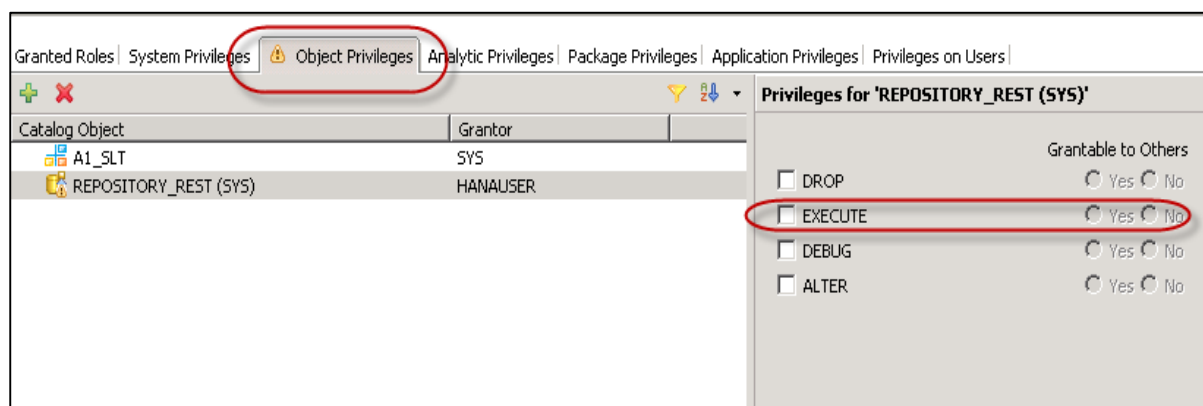 Granted Roles System Privileges Object Privileges Analytic Privileges Package Privileges Application Privileges Privileges on Users
Privileges for 'REPOSITORY_REST (SYS)'
Catalog Object Grantor
A1_SLT SYS
REPOSITORY_REST (SYS) HANAUSER
Grantable to Others
DROP Yes No
EXECUTE Yes No
DEBUG Yes No
ALTER Yes No